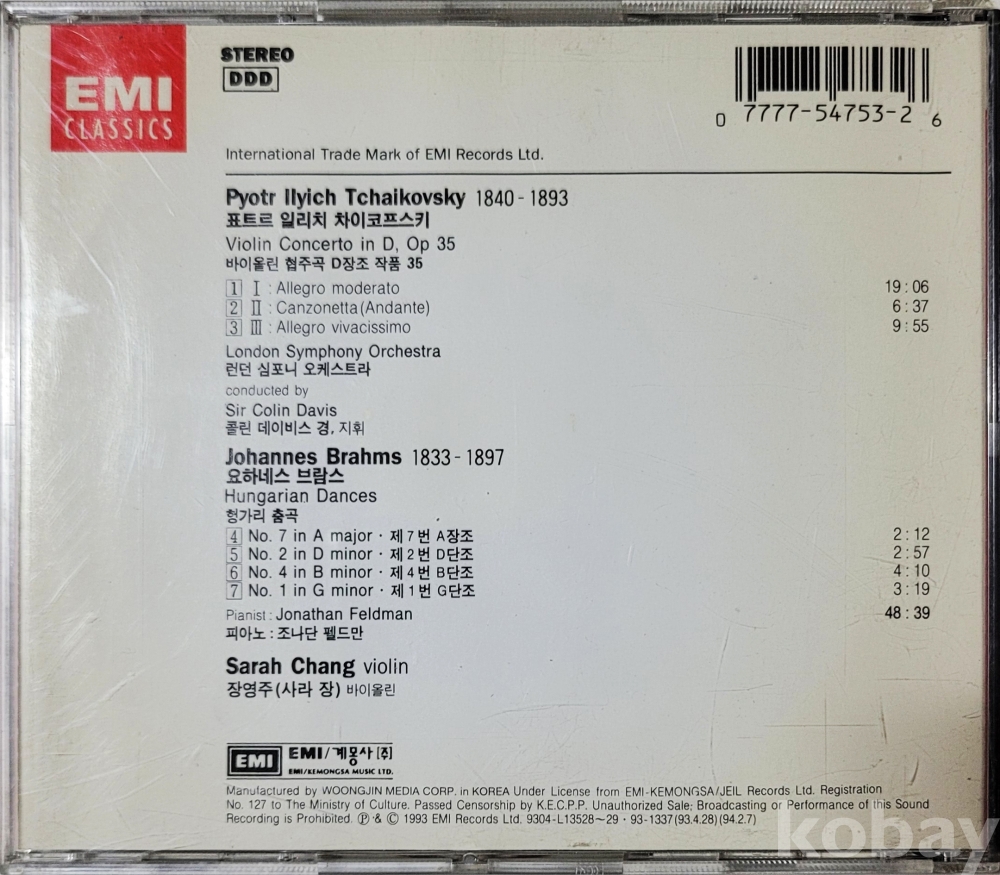 EMI
CLASSICS
STEREO
DDD
0 7777-54753-2 6
International Trade Mark of EMI Records Ltd.
Pyotr Ilyich Tchaikovsky 1840-1893
표트르 일리치 차이코프스키
Violin Concerto in D, Op 35
바이올린 협주곡 D장조 작품 35
1 Ⅰ: Allegro moderato 19:06
2 Ⅱ: Canzonetta(Andante) 6:37
3 Ⅲ: Allegro vivacissimo 9:55
London Symphony Orchestra
런던 심포니 오케스트라
conducted by
Sir Colin Davis
콜린 데이비스 경, 지휘
Johannes Brahms 1833-1897
요하네스 브람스
Hungarian Dances
헝가리 춤곡
4 No. 7 in A major · 제7번 A장조 2:12
5 No. 2 in D minor · 제2번 D단조 2:57
6 No. 4 in B minor · 제4번 B단조 4:10
7 No. 1 in G minor · 제1번 G단조 3:19
Pianist: Jonathan Feldman 48:39
피아노: 조나단 펠드만
Sarah Chang violin
장영주(사라 장) 바이올린
EMI EMI/계몽사(주)
EMI/KEMONGSA MUSIC LTD.
Manufactured by WOONGJIN MEDIA CORP. in KOREA Under License from EMI-KEMONGSA/JEIL Records Ltd. Registration
No. 127 to The Ministry of Culture. Passed Censorship by K.E.C.P.P. Unauthorized Sale; Broadcasting or Performance of this Sound
Recording is Prohibited. Ⓟ & © 1993 EMI Records Ltd. 9304-L13528~29 · 93-1337(93.4.28)(94.2.7)
kobay